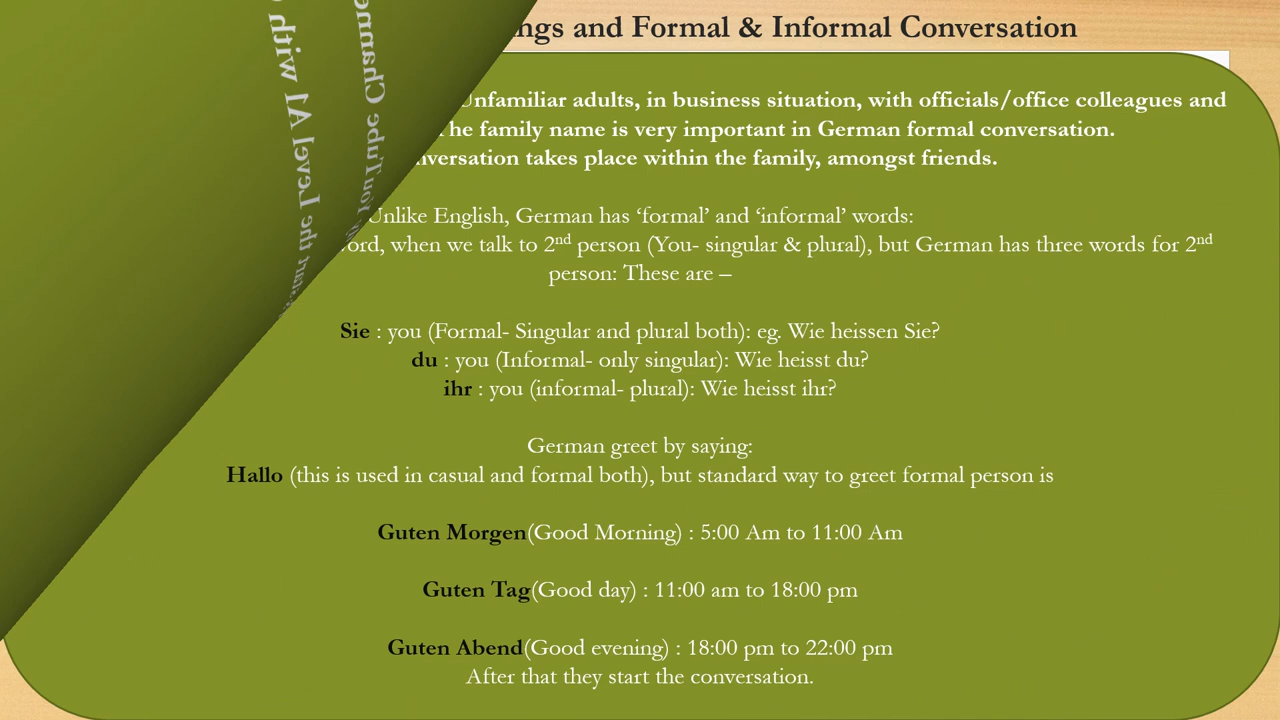 and Formal & Informal Conversation
adults, in business situation, with officials/office colleagues and
family name is very important in German formal conversation.
takes place within the family, amongst friends.
Unlike English, German has ‘formal’ and ‘informal’ words:
when we talk to 2nd person (You- singular & plural), but German has three words for 2nd
person: These are –
Sie : you (Formal- Singular and plural both): eg. Wie heissen Sie?
du : you (Informal- only singular): Wie heisst du?
ihr : you (informal- plural): Wie heisst ihr?
German greet by saying:
Hallo (this is used in casual and formal both), but standard way to greet formal person is
Guten Morgen(Good Morning) : 5:00 Am to 11:00 Am
Guten Tag(Good day) : 11:00 am to 18:00 pm
Guten Abend(Good evening) : 18:00 pm to 22:00 pm
After that they start the conversation.
the Level A1 with
YouTube